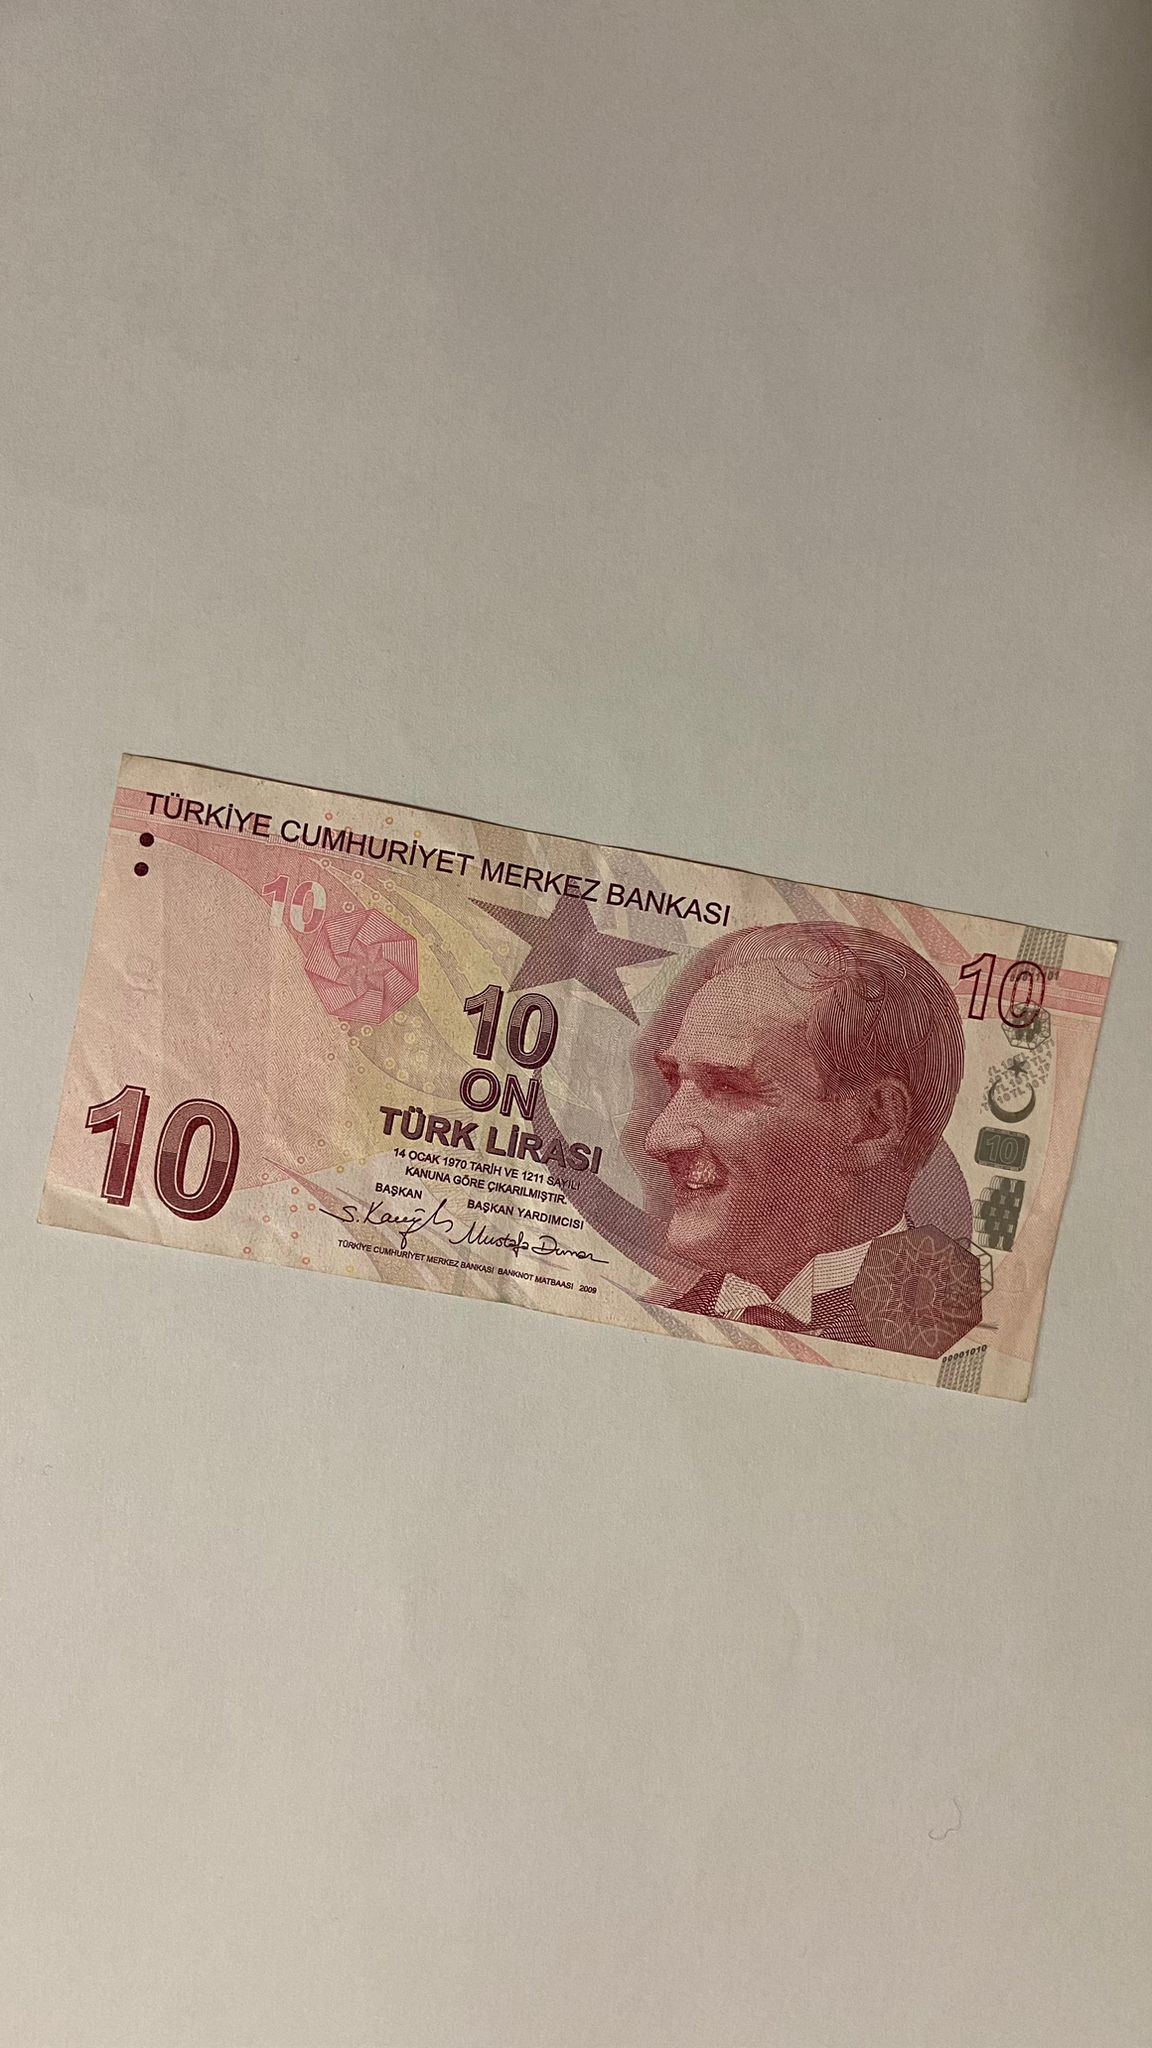 TÜRKİYE CUMHURİYET MERKEZ BANKASI
10
10
10
ON
TÜRK LİRASI
14 OCAK 1970 TARİH VE 1211 SAYILI
KANUNA GÖRE ÇIKARILMIŞTIR.
BAŞKAN BAŞKAN YARDIMCISI
TÜRKİYE CUMHURİYET MERKEZ BANKASI BANKNOT MATBAASI 2009
10
10
00001010